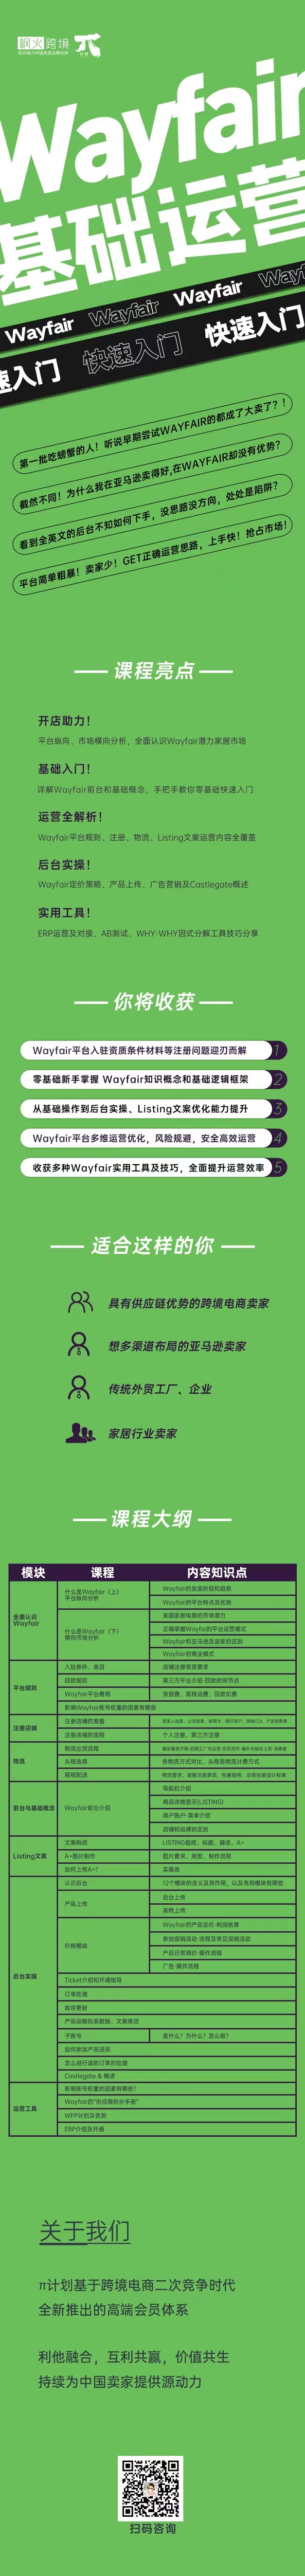 枫火跨境
π
计划
Wayfair
基础运营
Wayfair Wayfair Wayfair Wayf
速入门 快速入门 快速入门
第一批吃螃蟹的人！听说早期尝试WAYFAIR的都成了大卖了？！
截然不同！为什么我在亚马逊卖得好,在WAYFAIR却没有优势？
看到全英文的后台不知如何下手，没思路没方向，处处是陷阱？
平台简单粗暴！卖家少！GET正确运营思路，上手快！抢占市场！
课程亮点
开店助力！
平台纵向、市场横向分析，全面认识Wayfair潜力家居市场
基础入门！
详解Wayfair前台和基础概念，手把手教你零基础快速入门
运营全解析！
Wayfair平台规则、注册、物流、Listing文案运营内容全覆盖
后台实操！
Wayfair定价策略、产品上传、广告营销及Castlegate概述
实用工具！
ERP运营及对接、AB测试、WHY-WHY因式分解工具技巧分享
你将收获
Wayfair平台入驻资质条件材料等注册问题迎刃而解 1
零基础新手掌握 Wayfair知识概念和基础逻辑框架 2
从基础操作到后台实操、Listing文案优化能力提升 3
Wayfair平台多维运营优化，风险规避，安全高效运营 4
收获多种Wayfair实用工具及技巧，全面提升运营效率 5
适合这样的你
具有供应链优势的跨境电商卖家
想多渠道布局的亚马逊卖家
传统外贸工厂、企业
家居行业卖家
课程大纲
模块 课程 内容知识点
全面认识
Wayfair
什么是Wayfair（上）
平台纵向分析
Wayfair的发展阶段和趋势
Wayfair的平台特点及优势
什么是Wayfair（下）
横向市场分析
美国家居电商的市场潜力
正确掌握Wayfair的平台运营模式
Wayfair和亚马逊及宜家的区别
Wayfair的商业模式
平台规则
入驻条件、类目 店铺注册资质要求
回款规则 第三方平台介绍-回款时间节点
Wayfair平台费用 货损费、尾程运费、回款扣费
影响Wayfair账号权重的因素有哪些
注册店铺
注册店铺的准备
注册店铺的流程 个人注册、第三方注册
物流
物流出货流程
头程选择 各物流方式对比、头程各物流计费方式
尾程配送
前台与基础概念 Wayfair前台介绍
导航栏介绍
商品详情显示(LISTING)
用户账户-菜单介绍
店铺和品牌的区别
Listing文案
文案构成 LISTING组成、标题、描述、A+
A+图片制作 图片要求、类型、制作流程
如何上传A+? 实操类
后台实操
认识后台 12个模块的含义及其作用，以及常用模块有哪些
产品上传
后台上传
表格上传
价格模块
Wayfair的产品定价-利润核算
参加促销活动-流程及常见促销活动
产品日常调价-操作流程
广告-操作流程
Ticket介绍和开通指导
订单处理
库存更新
产品运输包装数据，文案修改
子账号 是什么？为什么？怎么做？
如何参加产品送测
怎么进行退款订单的处理
Castlegate & 概述
运营工具
影响账号权重的因素有哪些？
Wayfair的“供应商积分手册”
WPP计划及优势
ERP介绍及开通
关于我们
π计划基于跨境电商二次竞争时代
全新推出的高端会员体系
利他融合，互利共赢，价值共生
持续为中国卖家提供源动力
扫码咨询